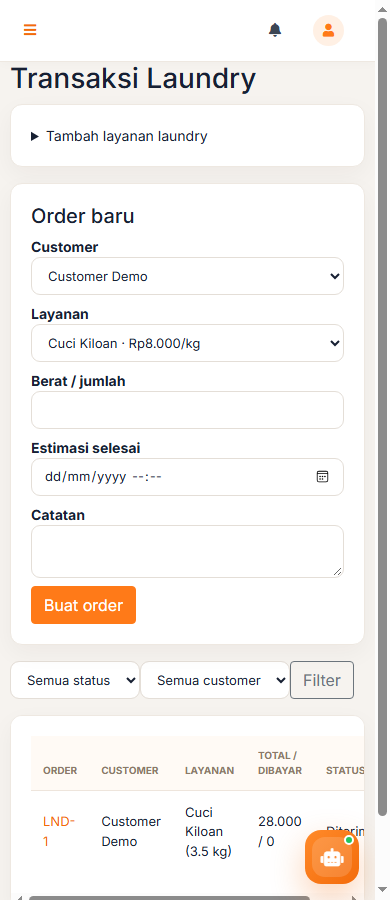 Transaksi Laundry
▶ Tambah layanan laundry
Order baru
Customer
Customer Demo
Layanan
Cuci Kiloan · Rp8.000/kg
Berat / jumlah
Estimasi selesai
dd/mm/yyyy --:--
Catatan
Buat order
Semua status Semua customer Filter
ORDER CUSTOMER LAYANAN TOTAL / DIBAYAR STATUS
LND-1 Customer Demo Cuci Kiloan (3.5 kg) 28.000 / 0